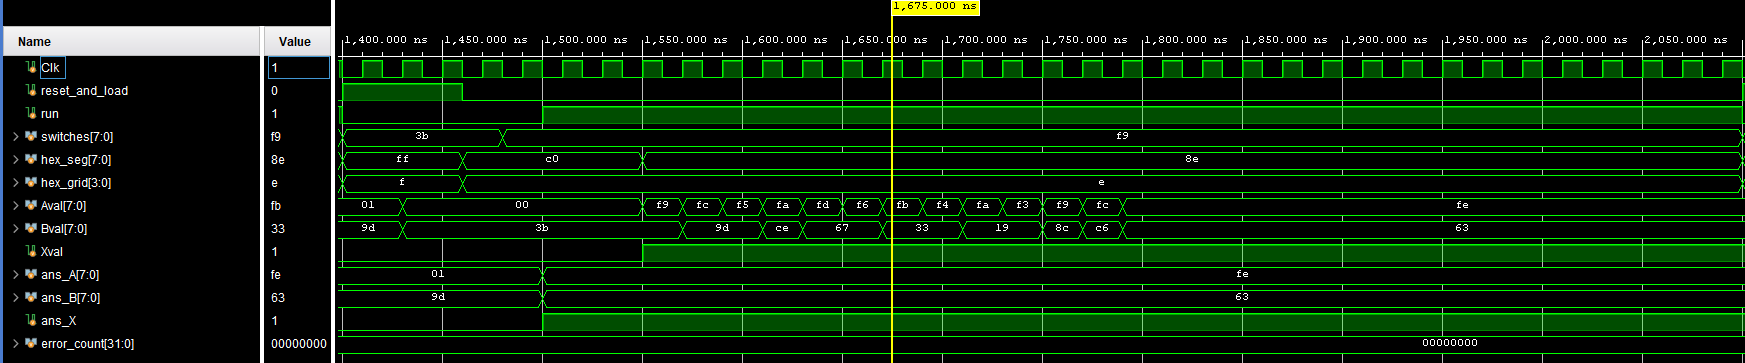 1,675.000 ns
Name Value
1,400.000 ns 1,450.000 ns 1,500.000 ns 1,550.000 ns 1,600.000 ns 1,650.000 ns 1,700.000 ns 1,750.000 ns 1,800.000 ns 1,850.000 ns 1,900.000 ns 1,950.000 ns 2,000.000 ns 2,050.000 ns
Clk 1
reset_and_load 0
run 1
switches[7:0] f9 3b f9
hex_seg[7:0] 8e ff c0 8e
hex_grid[3:0] e f e
Aval[7:0] fb 01 00 f9 fc f5 fa fd f6 fb f4 fa f3 f9 fc fe
Bval[7:0] 33 9d 3b 9d ce 67 33 19 8c c6 63
Xval 1
ans_A[7:0] fe 01 fe
ans_B[7:0] 63 9d 63
ans_X 1
error_count[31:0] 00000000 00000000